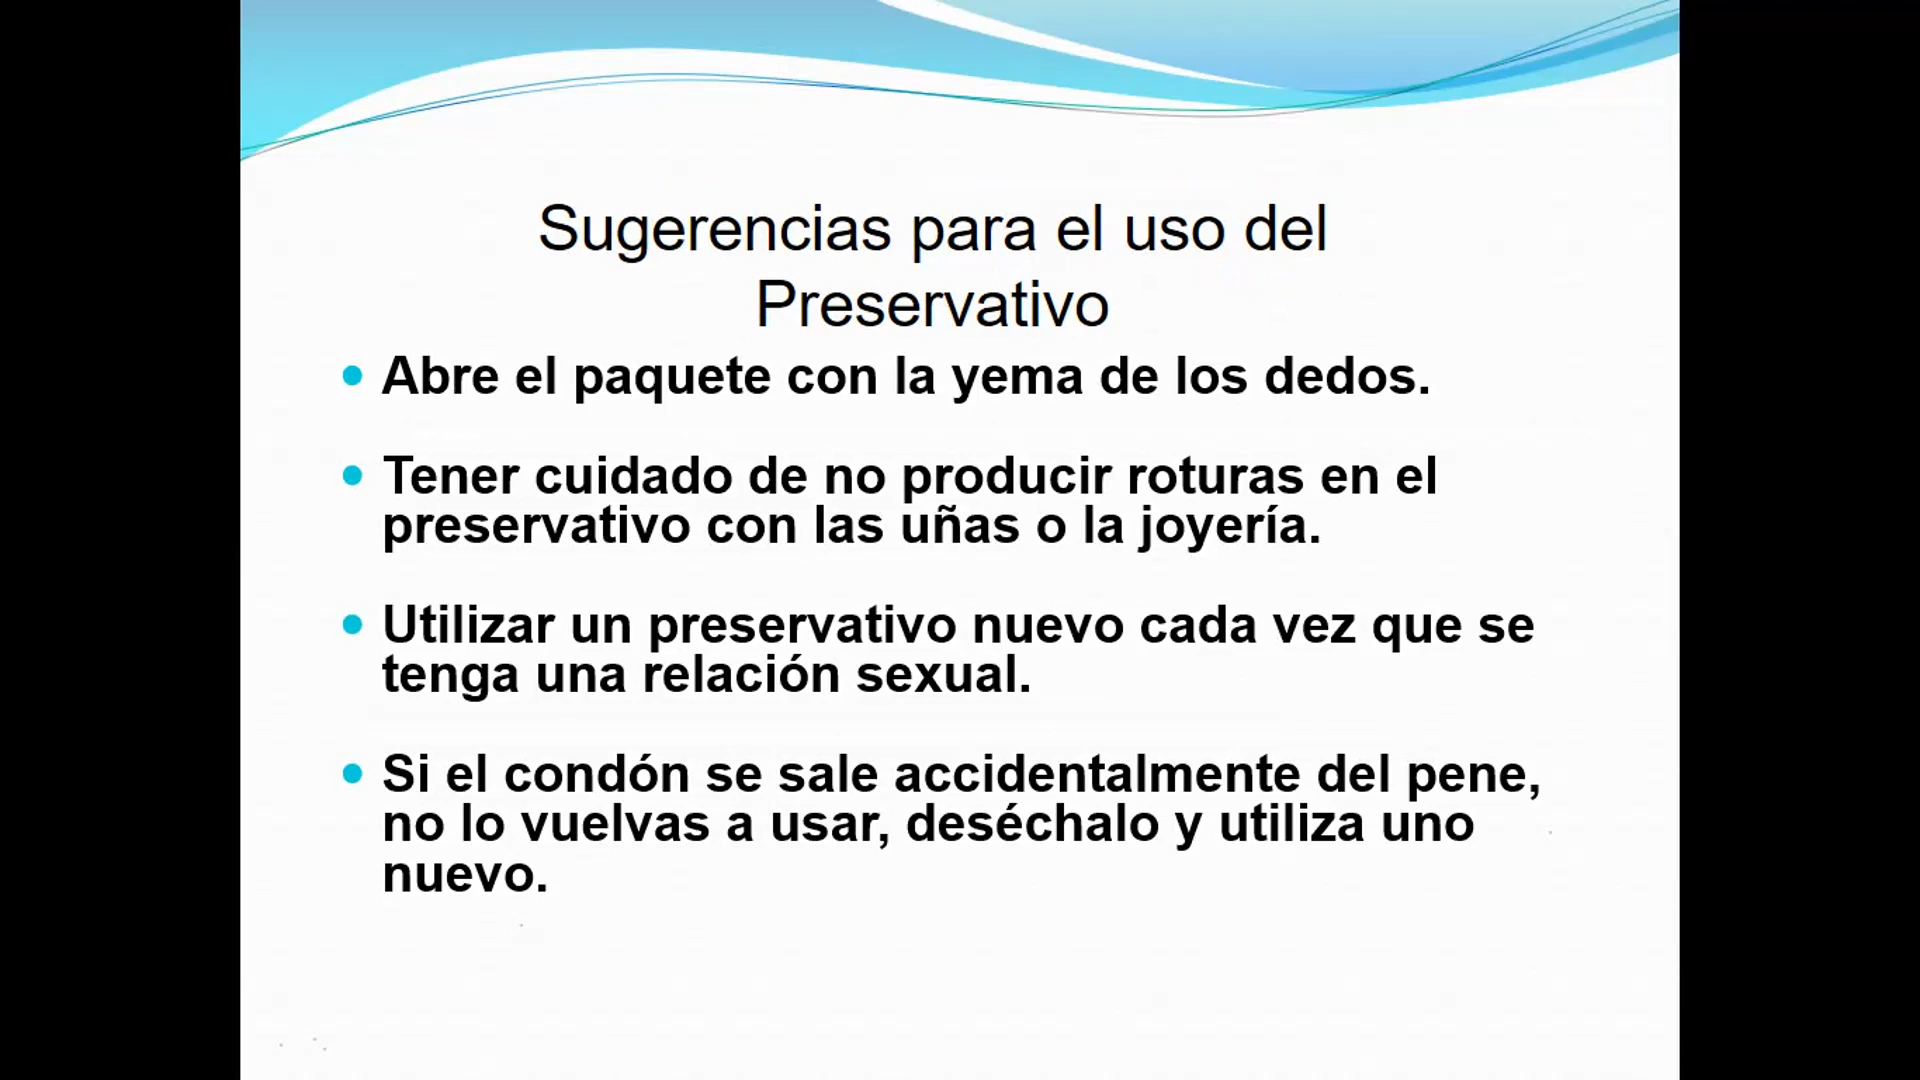 Sugerencias para el uso del
Preservativo
• Abre el paquete con la yema de los dedos.
• Tener cuidado de no producir roturas en el
preservativo con las uñas o la joyería.
• Utilizar un preservativo nuevo cada vez que se
tenga una relación sexual.
• Si el condón se sale accidentalmente del pene,
no lo vuelvas a usar, deséchalo y utiliza uno
nuevo.